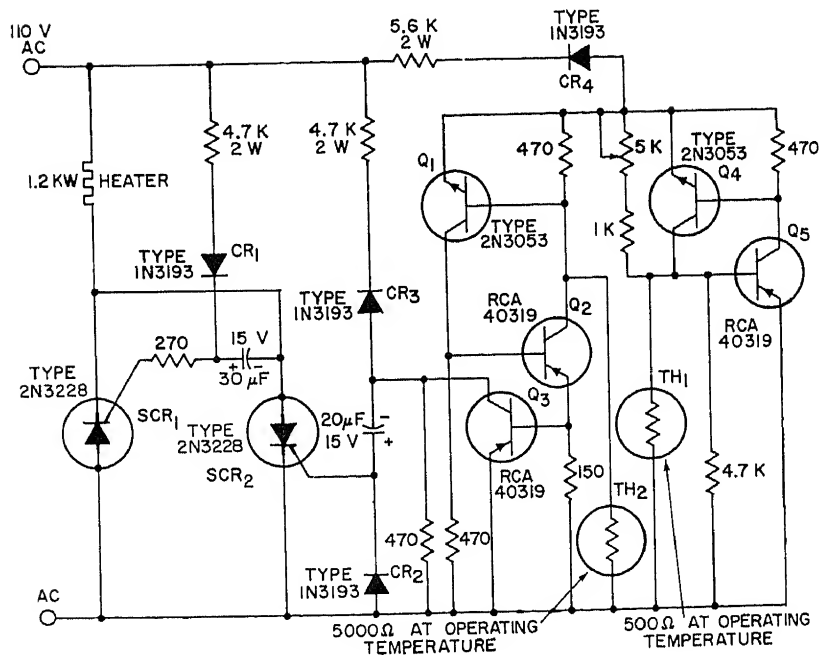 110 V
AC
5.6 K
2 W
TYPE
1N3193
CR4
4.7 K
2 W
4.7 K
2 W
470
5 K
TYPE
2N3053
Q4
470
Q1
1.2 KW
HEATER
TYPE
2N3053
1 K
Q5
TYPE
1N3193
CR1
TYPE
1N3193
CR3
RCA
40319
Q2
RCA
40319
270
15 V
+
-
30 µF
TYPE
2N3228
SCR1
TYPE
2N3228
SCR2
20µF
15 V
-
+
Q3
RCA
40319
TH1
150
TH2
4.7 K
470
470
TYPE
1N3193
CR2
AC
5000Ω AT OPERATING
TEMPERATURE
500Ω AT OPERATING
TEMPERATURE